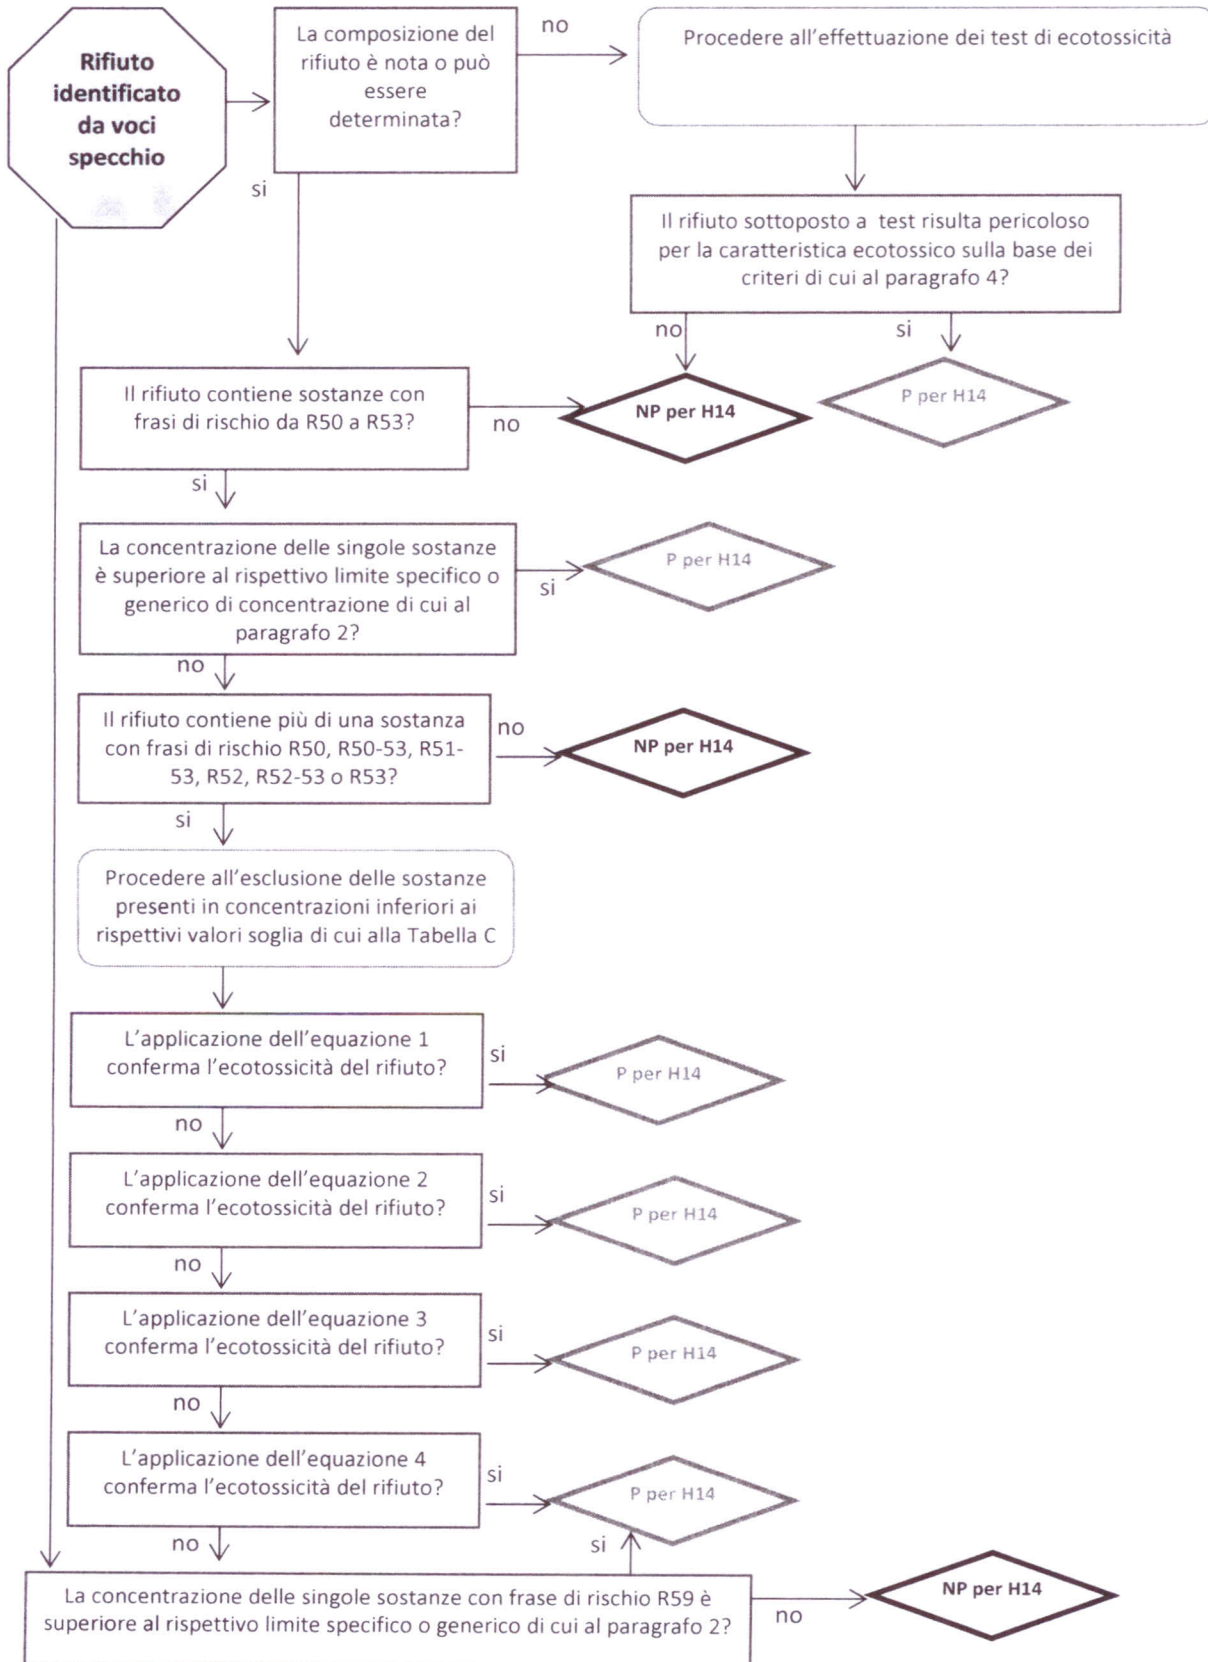 Rifiuto
identificato
da voci
specchio
La composizione del
rifiuto è nota o può
essere
determinata?
no
Procedere all'effettuazione dei test di ecotossicità
si
Il rifiuto sottoposto a test risulta pericoloso
per la caratteristica ecotossico sulla base dei
criteri di cui al paragrafo 4?
no
si
Il rifiuto contiene sostanze con
frasi di rischio da R50 a R53?
no
NP per H14
P per H14
si
La concentrazione delle singole sostanze
è superiore al rispettivo limite specifico o
generico di concentrazione di cui al
paragrafo 2?
si
P per H14
no
Il rifiuto contiene più di una sostanza
con frasi di rischio R50, R50-53, R51-
53, R52, R52-53 o R53?
no
NP per H14
si
Procedere all'esclusione delle sostanze
presenti in concentrazioni inferiori ai
rispettivi valori soglia di cui alla Tabella C
L'applicazione dell'equazione 1
conferma l'ecotossicità del rifiuto?
si
P per H14
no
L'applicazione dell'equazione 2
conferma l'ecotossicità del rifiuto?
si
P per H14
no
L'applicazione dell'equazione 3
conferma l'ecotossicità del rifiuto?
si
P per H14
no
L'applicazione dell'equazione 4
conferma l'ecotossicità del rifiuto?
si
P per H14
no
si
La concentrazione delle singole sostanze con frase di rischio R59 è
superiore al rispettivo limite specifico o generico di cui al paragrafo 2?
no
NP per H14